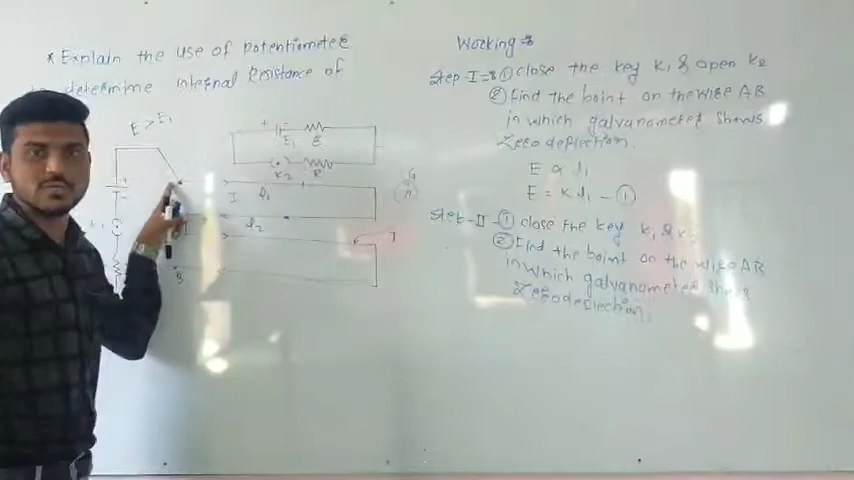 * Explain the use of Potentiometer
determine internal Resistance of
E > E1
+ -
E1 E
K2 R
I l1
l2
G
B
Working :-
Step-I = ① close the key K1 & open K2
② Find the point on the wire AB
in which galvanometer shows
Zero deflection.
E ∝ l1
E = K l1 - ①
Step-II - ① close the key K1 & K2
② Find the point on the wire AB
in which galvanometer shows
Zero deflection.